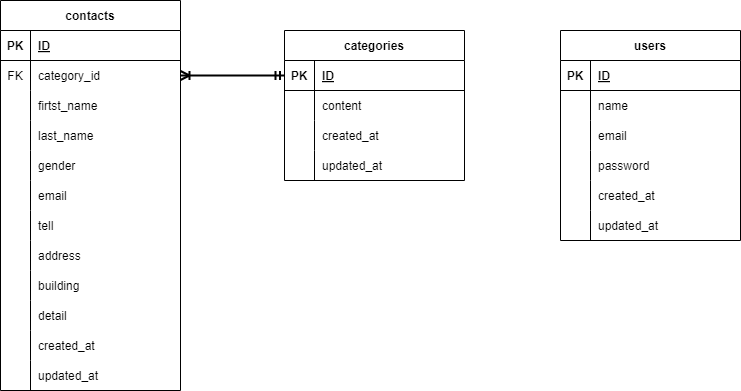 contacts
PK ID
FK category_id
firtst_name
last_name
gender
email
tell
address
building
detail
created_at
updated_at
categories
PK ID
content
created_at
updated_at
users
PK ID
name
email
password
created_at
updated_at